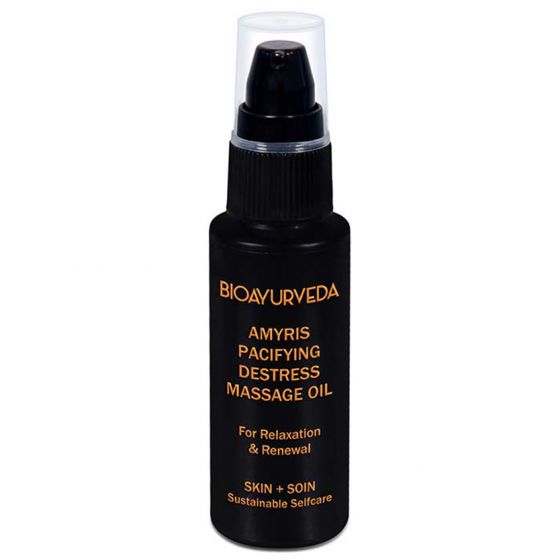 BIOAYURVEDA
AMYRIS
PACIFYING
DESTRESS
MASSAGE OIL
For Relaxation
& Renewal
SKIN + SOIN
Sustainable Selfcare